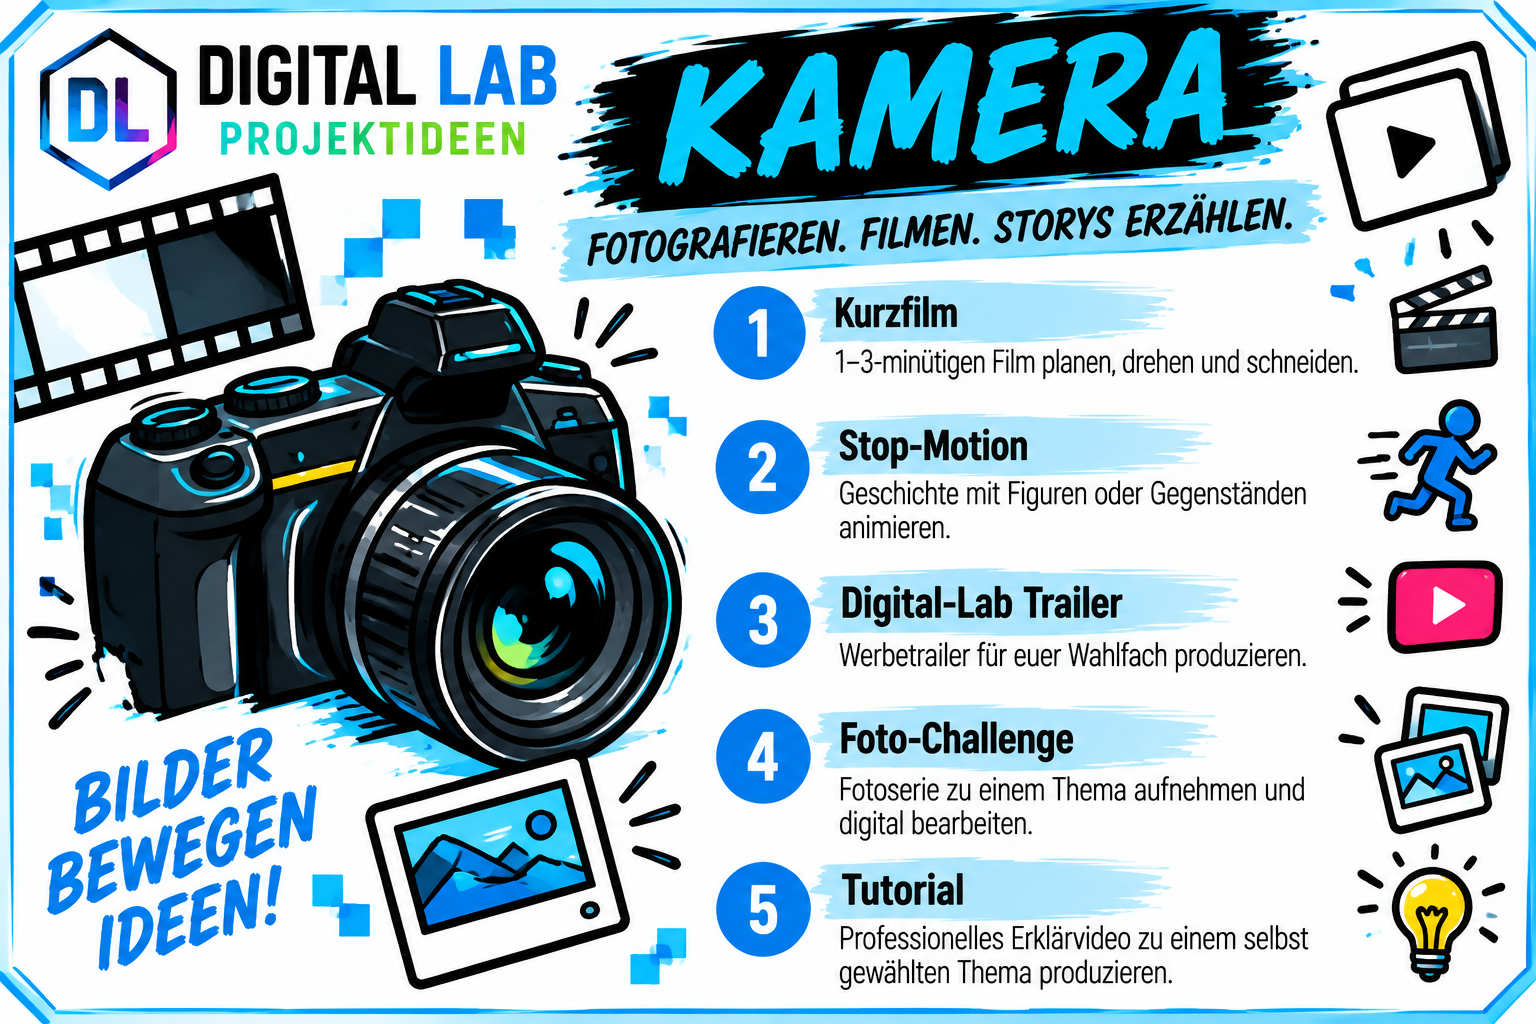 DL
DIGITAL LAB
PROJEKTIDEEN
KAMERA
FOTOGRAFIEREN. FILMEN. STORYS ERZÄHLEN.
1
Kurzfilm
1–3-minütigen Film planen, drehen und schneiden.
2
Stop-Motion
Geschichte mit Figuren oder Gegenständen
animieren.
3
Digital-Lab Trailer
Werbetrailer für euer Wahlfach produzieren.
4
Foto-Challenge
Fotoserie zu einem Thema aufnehmen und
digital bearbeiten.
5
Tutorial
Professionelles Erklärvideo zu einem selbst
gewählten Thema produzieren.
BILDER
BEWEGEN
IDEEN!